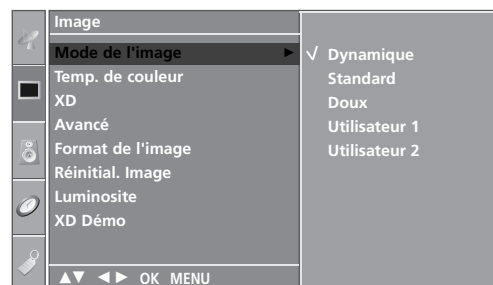 Image
Mode de l'image ►
Temp. de couleur
XD
Avancé
Format de l'image
Réinitial. Image
Luminosite
XD Démo
▲▼ ◄► OK MENU
√ Dynamique
Standard
Doux
Utilisateur 1
Utilisateur 2